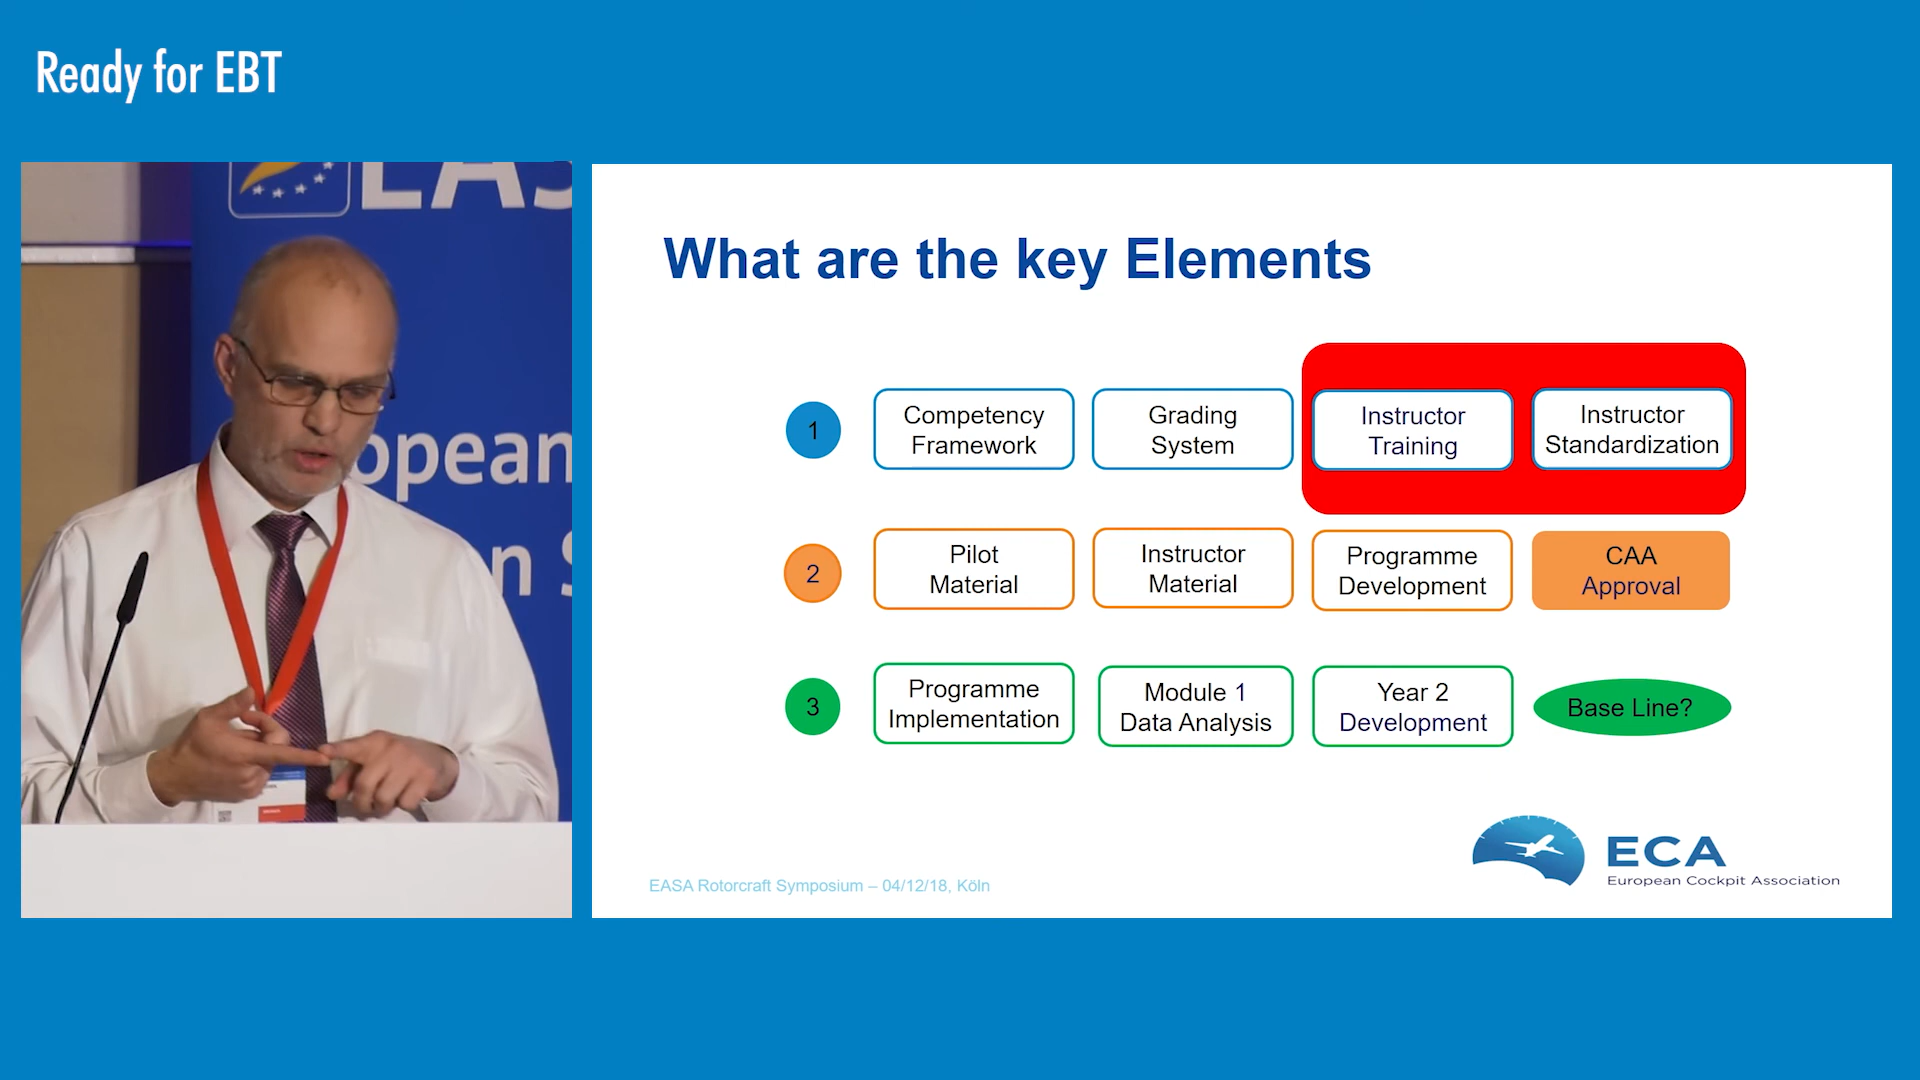 Ready for EBT
EAS
opean
n S
What are the key Elements
1
Competency
Framework
Grading
System
Instructor
Training
Instructor
Standardization
2
Pilot
Material
Instructor
Material
Programme
Development
CAA
Approval
3
Programme
Implementation
Module 1
Data Analysis
Year 2
Development
Base Line?
EASA Rotorcraft Symposium – 04/12/18, Köln
ECA
European Cockpit Association